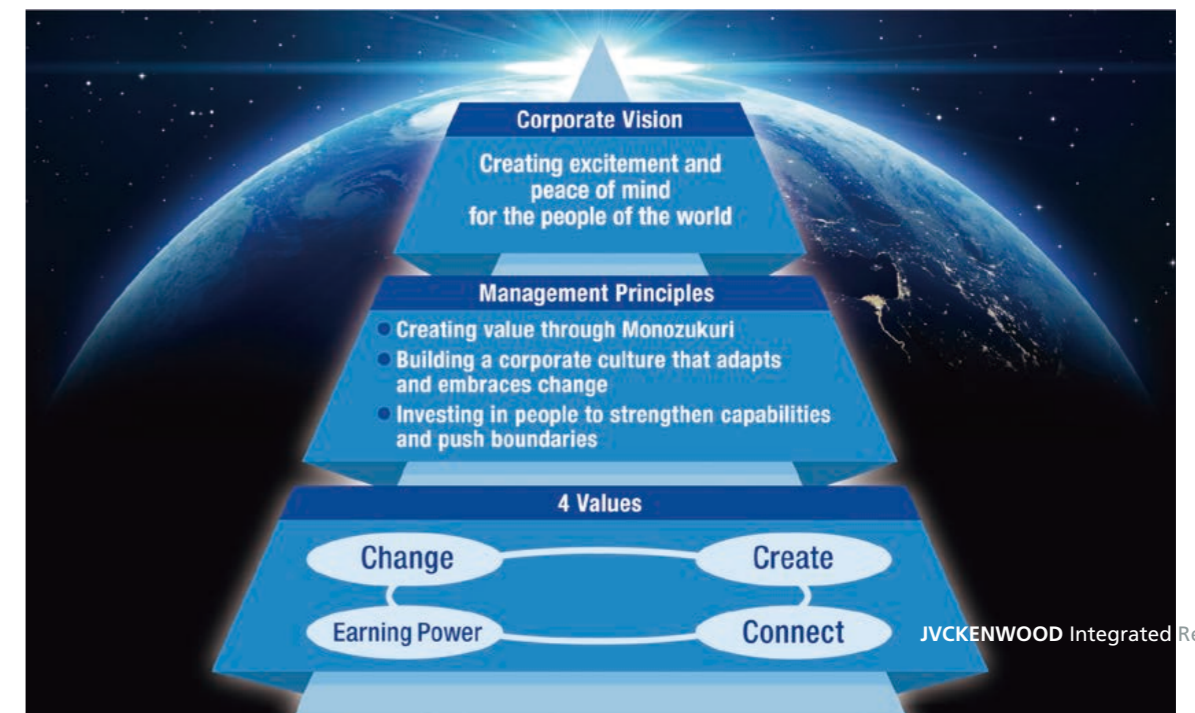 Corporate Vision
Creating excitement and
peace of mind
for the people of the world
Management Principles
● Creating value through Monozukuri
● Building a corporate culture that adapts
and embraces change
● Investing in people to strengthen capabilities
and push boundaries
4 Values
Change
Create
Earning Power
Connect
JVCKENWOOD Integrated